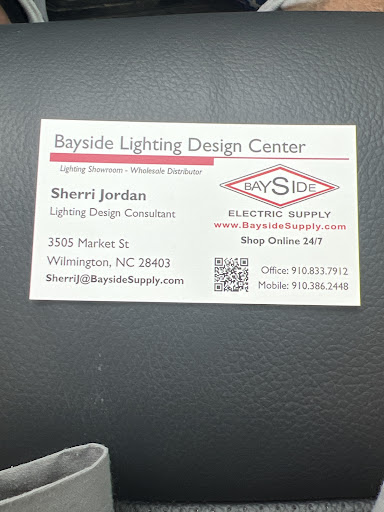 Bayside Lighting Design Center
Lighting Showroom - Wholesale Distributor
Sherri Jordan
Lighting Design Consultant
3505 Market St
Wilmington, NC 28403
SherriJ@BaysideSupply.com
BAYSIDE
ELECTRIC SUPPLY
www.BaysideSupply.com
Shop Online 24/7
Office: 910.833.7912
Mobile: 910.386.2448